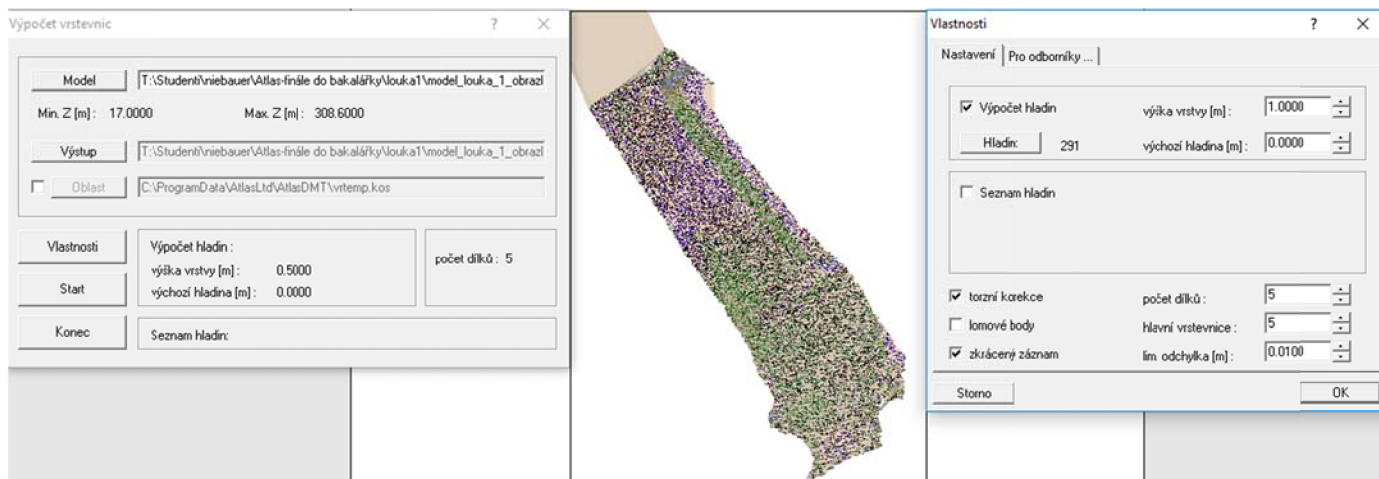 Výpočet vrstevnic
?
Model
T:\Studenti\niebauer\Atlas-finále do bakalářky\louka1\model_louka_1_obrazl
Min. Z [m] : 17.0000 Max. Z [m] : 308.6000
Výstup
T:\Studenti\niebauer\Atlas-finále do bakalářky\louka1\model_louka_1_obrazl
Oblast
C:\ProgramData\AtlasLtd\AtlasDMT\vrtemp.kos
Vlastnosti
Start
Konec
Výpočet hladin :
výška vrstvy [m] : 0.5000
výchozí hladina [m] : 0.0000
počet dílků : 5
Seznam hladin:
Vlastnosti
?
Nastavení
Pro odborníky ...
Výpočet hladin
výška vrstvy [m] : 1.0000
Hladin: 291
výchozí hladina [m] : 0.0000
Seznam hladin
torzní korekce
počet dílků : 5
lomové body
hlavní vrstevnice : 5
zkrácený záznam
lim. odchylka [m] : 0.0100
Storno
OK